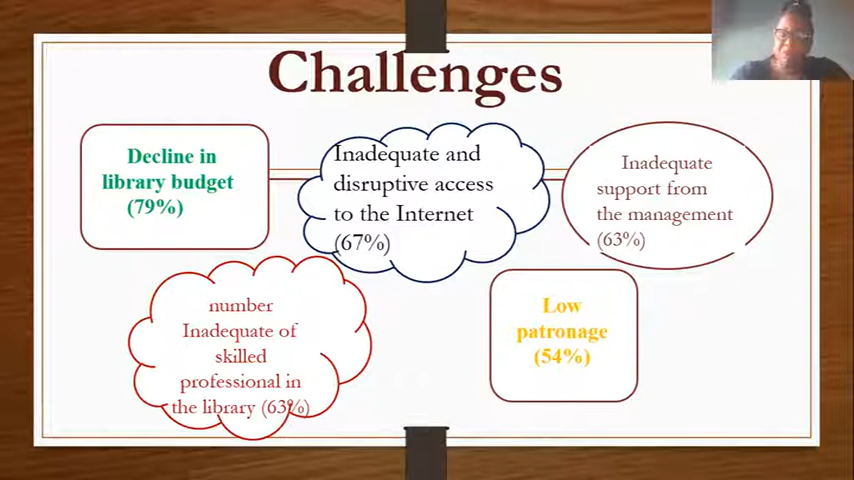 Challenges
Decline in
library budget
(79%)
Inadequate and
disruptive access
to the Internet
(67%)
Inadequate
support from
the management
(63%)
number
Inadequate of
skilled
professional in
the library (63%)
Low
patronage
(54%)